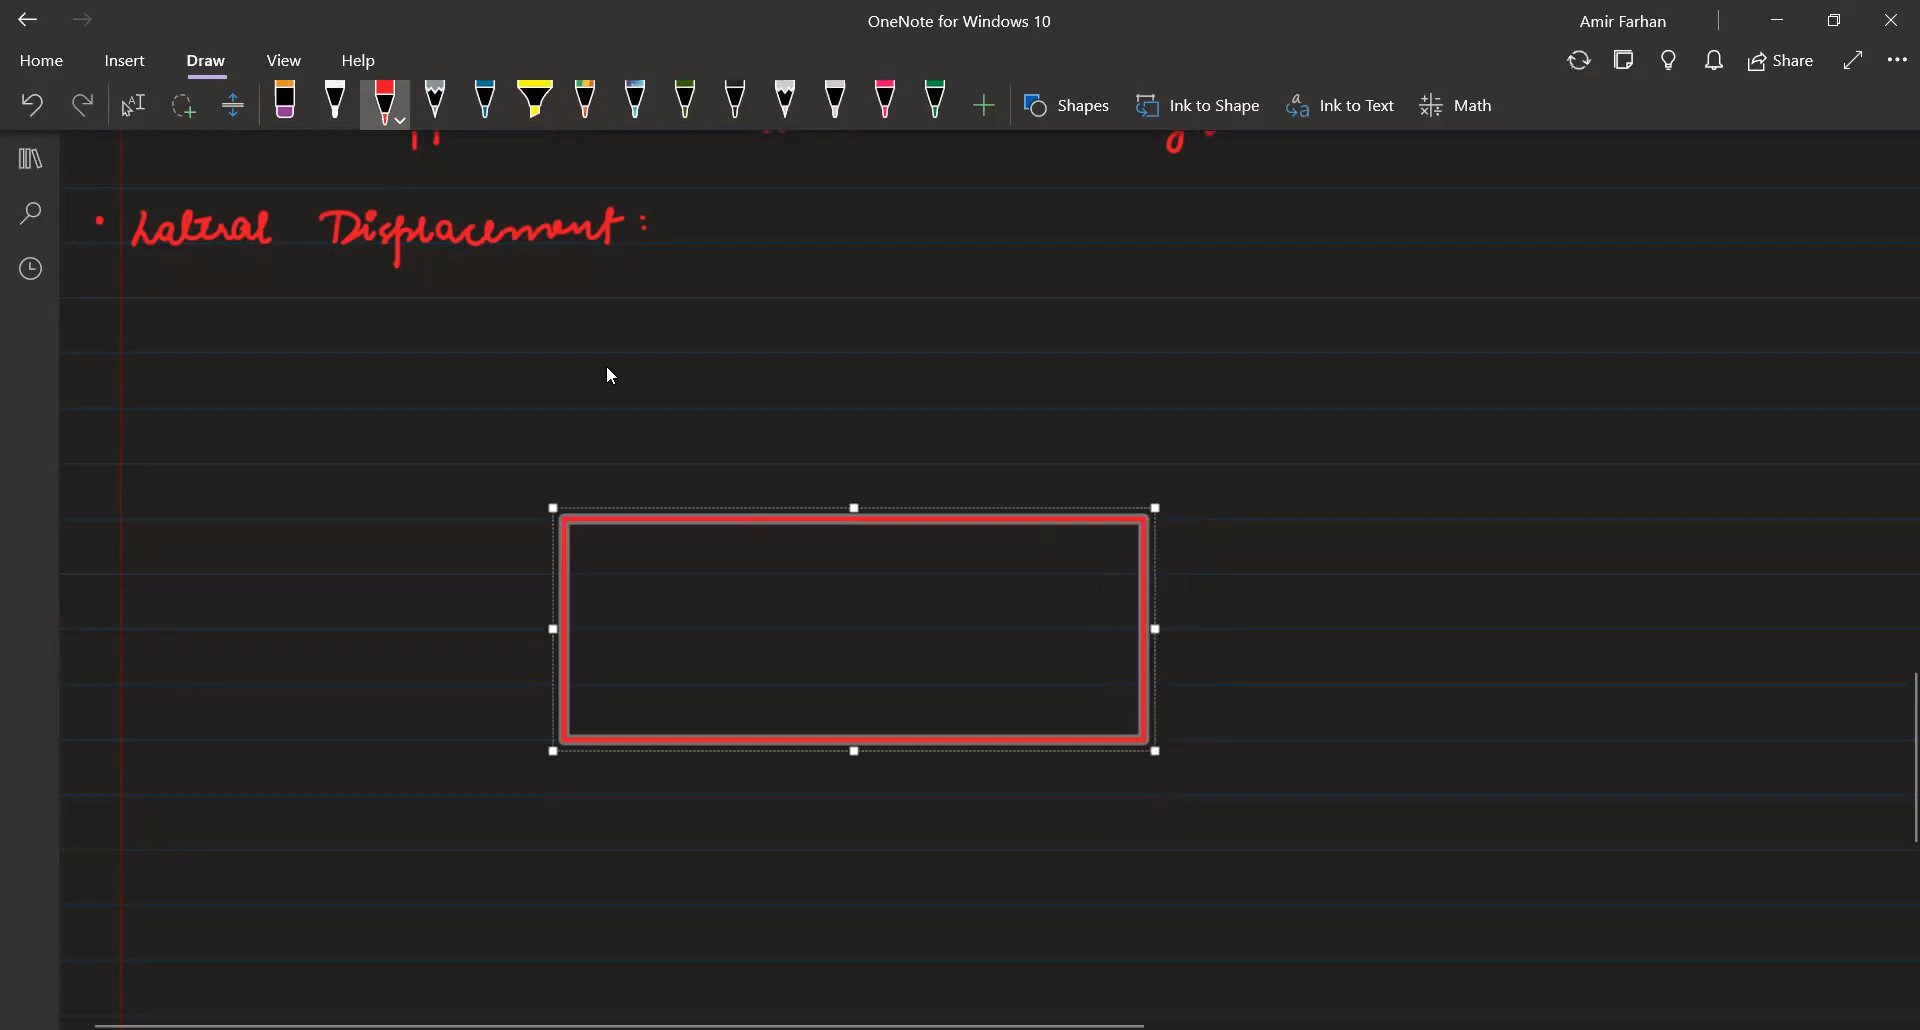 OneNote for Windows 10
Amir Farhan
Home Insert Draw View Help
Share
Shapes Ink to Shape Ink to Text Math
• Lateral Displacement: